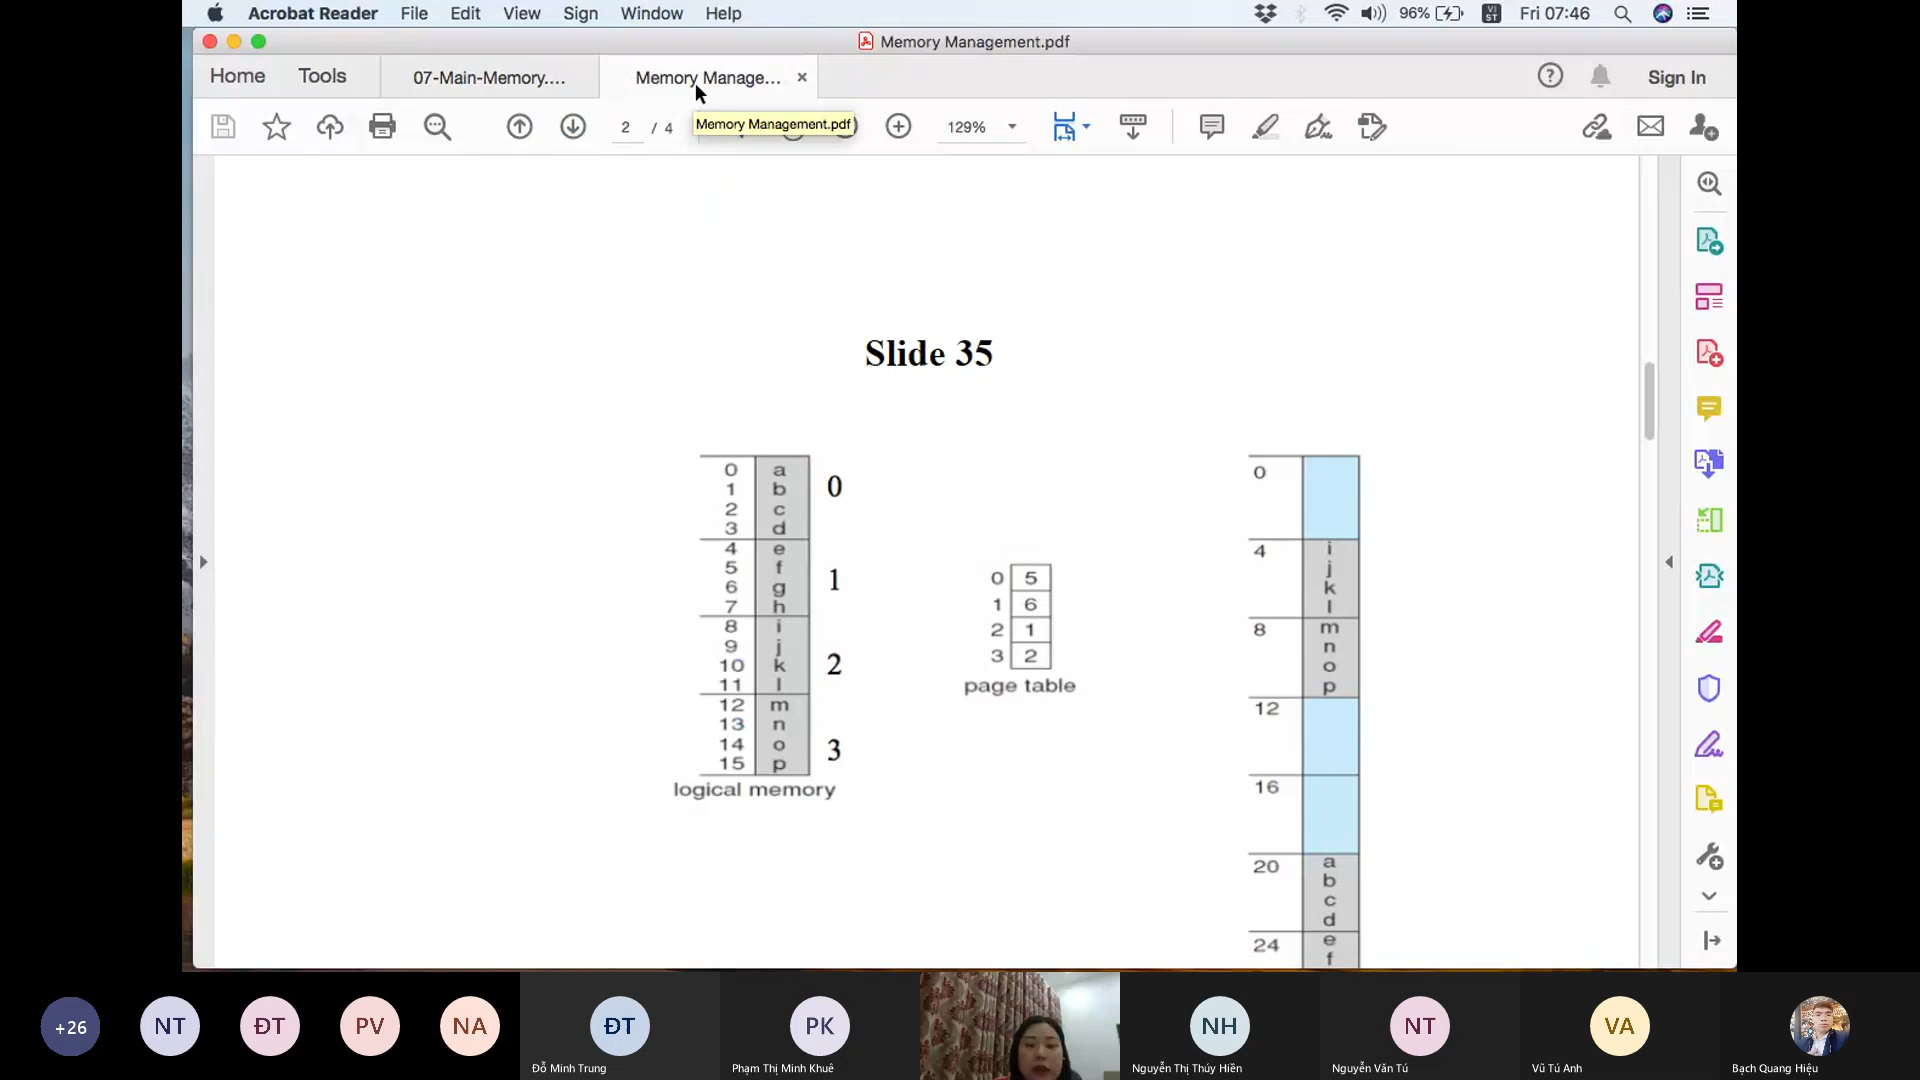 Acrobat Reader File Edit View Sign Window Help 96% VI ST Fri 07:46
Memory Management.pdf
Home Tools 07-Main-Memory.... Memory Manage... Sign In
2 / 4 129%
Memory Management.pdf
Slide 35
0 a
1 b
2 c
3 d
0
4 e
5 f
6 g
7 h
1
8 i
9 j
10 k
11 l
2
12 m
13 n
14 o
15 p
3
logical memory
0 5
1 6
2 1
3 2
page table
0
4 i
j
k
l
8 m
n
o
p
12
16
20 a
b
c
d
24 e
f
+26 NT ĐT PV NA ĐT PK NH NT VA
Đỗ Minh Trung Phạm Thị Minh Khuê Nguyễn Thị Thúy Hiền Nguyễn Văn Tú Vũ Tú Anh Bạch Quang Hiệu